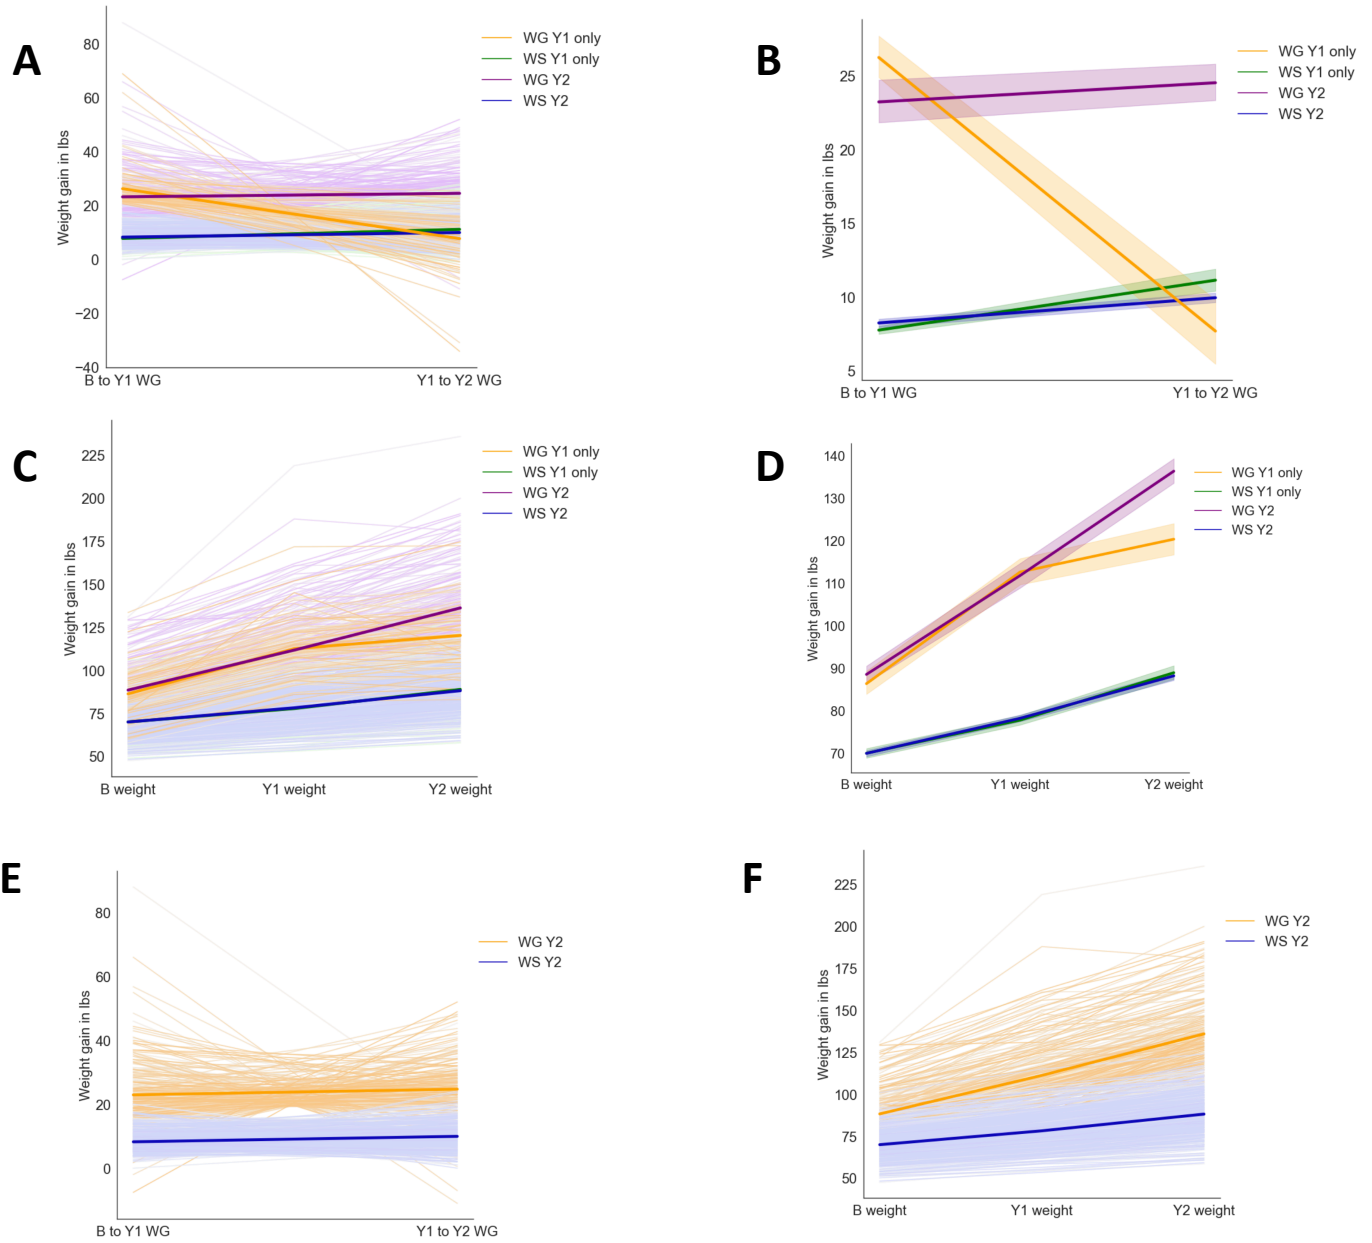 A
80
60
40
20
0
−20
−40
Weight gain in lbs
B to Y1 WG
Y1 to Y2 WG
WG Y1 only
WS Y1 only
WG Y2
WS Y2
B
25
20
15
10
5
Weight gain in lbs
B to Y1 WG
Y1 to Y2 WG
WG Y1 only
WS Y1 only
WG Y2
WS Y2
C
225
200
175
150
125
100
75
50
Weight gain in lbs
B weight
Y1 weight
Y2 weight
WG Y1 only
WS Y1 only
WG Y2
WS Y2
D
140
130
120
110
100
90
80
70
Weight gain in lbs
B weight
Y1 weight
Y2 weight
WG Y1 only
WS Y1 only
WG Y2
WS Y2
E
80
60
40
20
0
Weight gain in lbs
B to Y1 WG
Y1 to Y2 WG
WG Y2
WS Y2
F
225
200
175
150
125
100
75
50
Weight gain in lbs
B weight
Y1 weight
Y2 weight
WG Y2
WS Y2